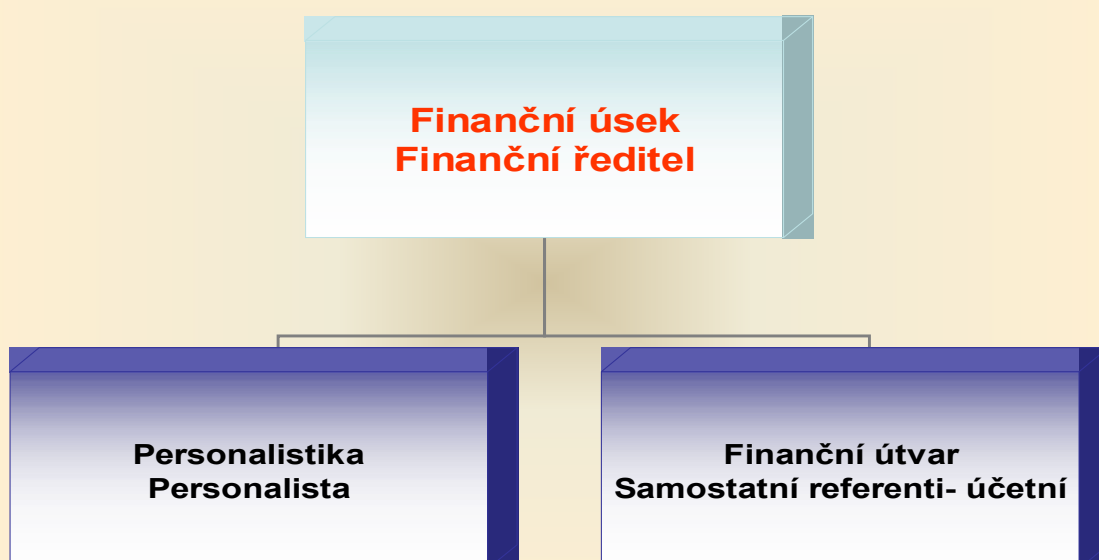 Finanční úsek
Finanční ředitel
Personalistika
Personalista
Finanční útvar
Samostatní referenti- účetní